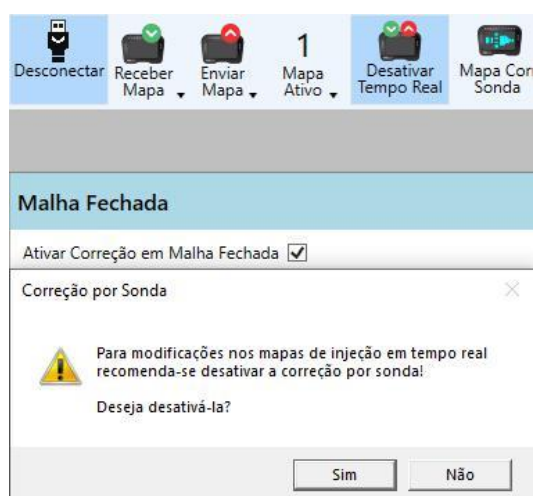 Desconectar
Receber
Mapa
Enviar
Mapa
1
Mapa
Ativo
Desativar
Tempo Real
Mapa Cor
Sonda
Malha Fechada
Ativar Correção em Malha Fechada
Correção por Sonda
Para modificações nos mapas de injeção em tempo real
recomenda-se desativar a correção por sonda!
Deseja desativá-la?
Sim
Não